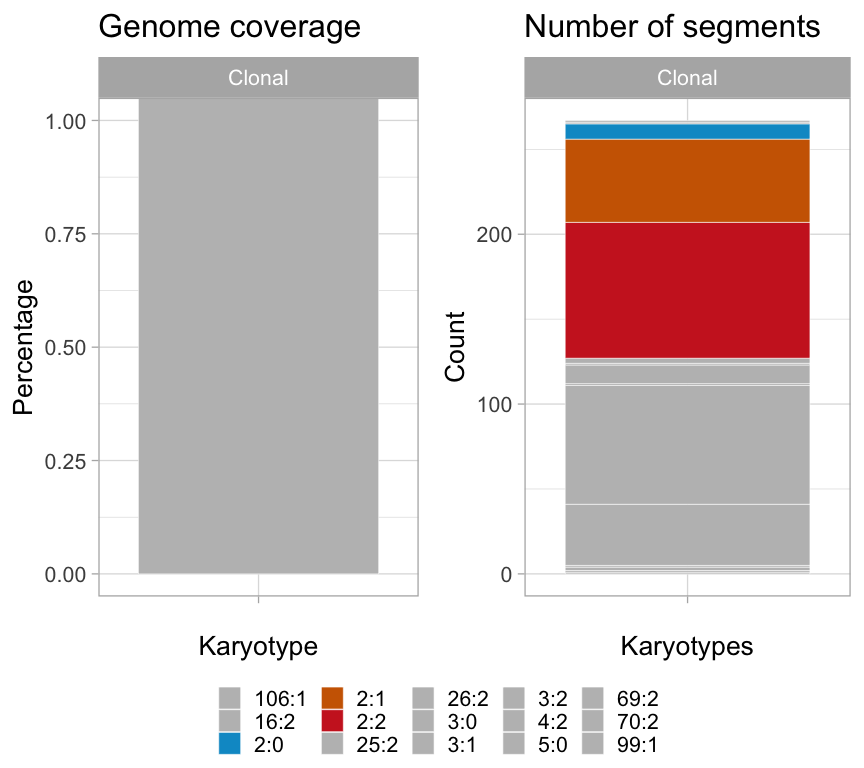 Genome coverage
Number of segments
Clonal
Clonal
Percentage
1.00
0.75
0.50
0.25
0.00
Count
200
100
0
Karyotype
Karyotypes
106:1 2:1 26:2 3:2 69:2
16:2 2:2 3:0 4:2 70:2
2:0 25:2 3:1 5:0 99:1